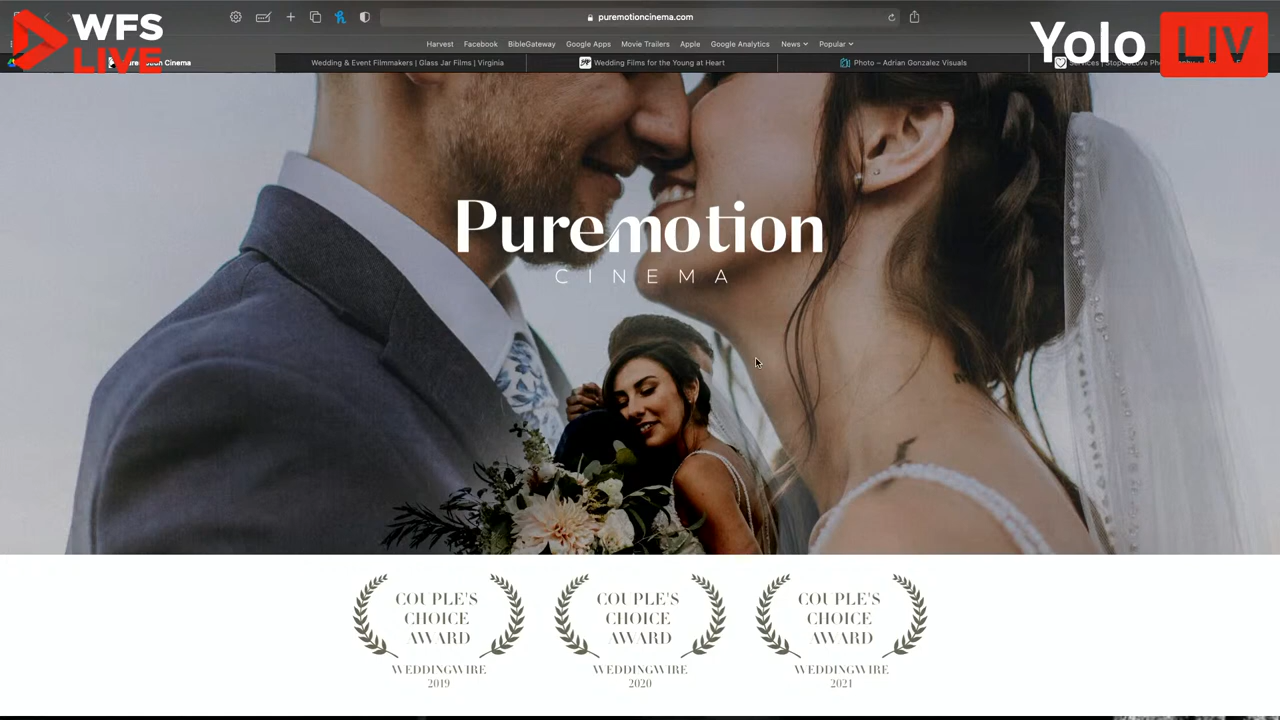 WFS
LIVE
puremotioncinema.com
Yolo LIV
Harvest Facebook BibleGateway Google Apps Movie Trailers Apple Google Analytics News Popular
Cinema
Wedding & Event Filmmakers | Glass Jar Films | Virginia
Wedding Films for the Young at Heart
Photo – Adrian Gonzalez Visuals
Puremotion
CINEMA
COUPLE'S
CHOICE
AWARD
WEDDINGWIRE
2019
COUPLE'S
CHOICE
AWARD
WEDDINGWIRE
2020
COUPLE'S
CHOICE
AWARD
WEDDINGWIRE
2021